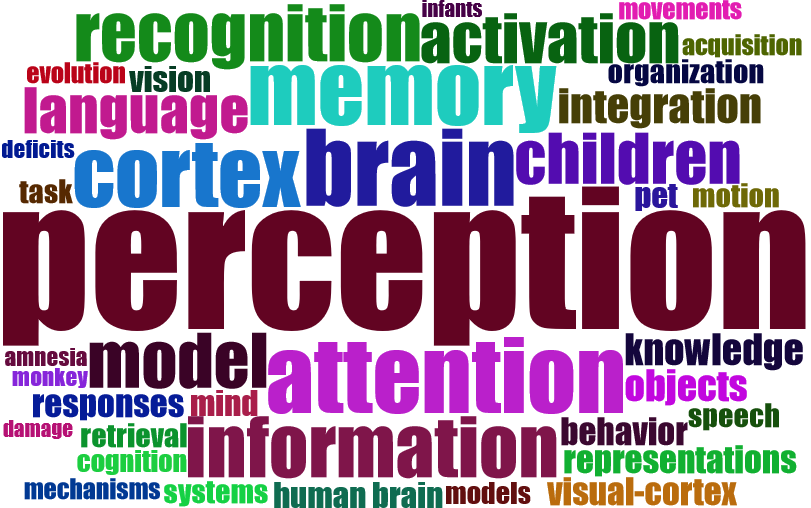 infants
movements
recognition
activation
acquisition
evolution
vision
memory
organization
language
integration
deficits
cortex
brain
children
task
pet
motion
perception
amnesia
model
attention
knowledge
monkey
objects
responses
mind
speech
damage
retrieval
information
behavior
cognition
representations
mechanisms
systems
human brain
models
visual-cortex